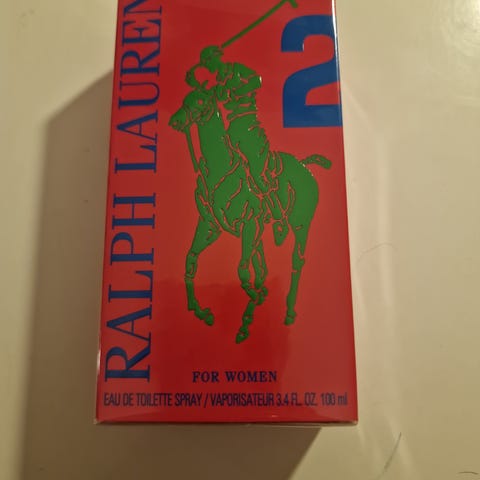 RALPH LAUREN
2
FOR WOMEN
EAU DE TOILETTE SPRAY / VAPORISATEUR 3.4 FL. OZ. 100 ml